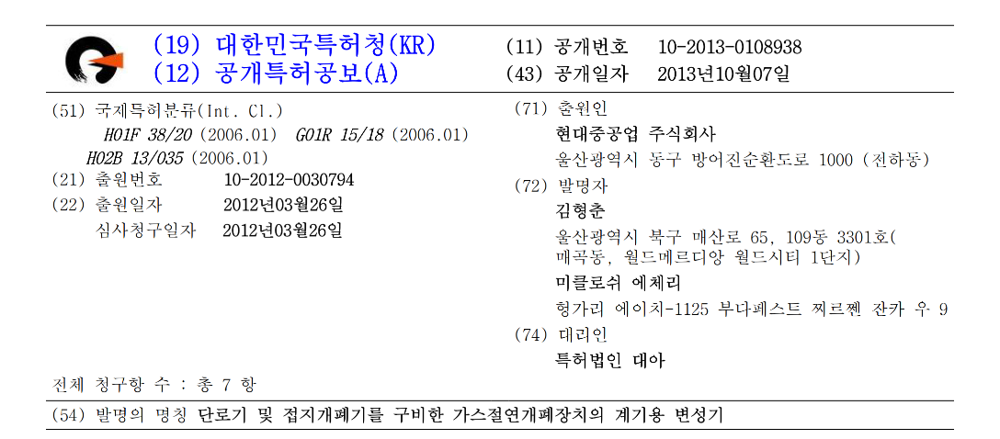 (19) 대한민국특허청(KR)
(12) 공개특허공보(A)
(11) 공개번호 10-2013-0108938
(43) 공개일자 2013년10월07일
(51) 국제특허분류(Int. Cl.)
H01F 38/20 (2006.01) G01R 15/18 (2006.01)
H02B 13/035 (2006.01)
(21) 출원번호 10-2012-0030794
(22) 출원일자 2012년03월26일
심사청구일자 2012년03월26일
(71) 출원인
현대중공업 주식회사
울산광역시 동구 방어진순환도로 1000 (전하동)
(72) 발명자
김형춘
울산광역시 북구 매산로 65, 109동 3301호(
매곡동, 월드메르디앙 월드시티 1단지)
미클로쉬 에체리
헝가리 에이치-1125 부다페스트 찌르쩬 잔카 우 9
(74) 대리인
특허법인 대아
전체 청구항 수 : 총 7 항
(54) 발명의 명칭 단로기 및 접지개폐기를 구비한 가스절연개폐장치의 계기용 변성기